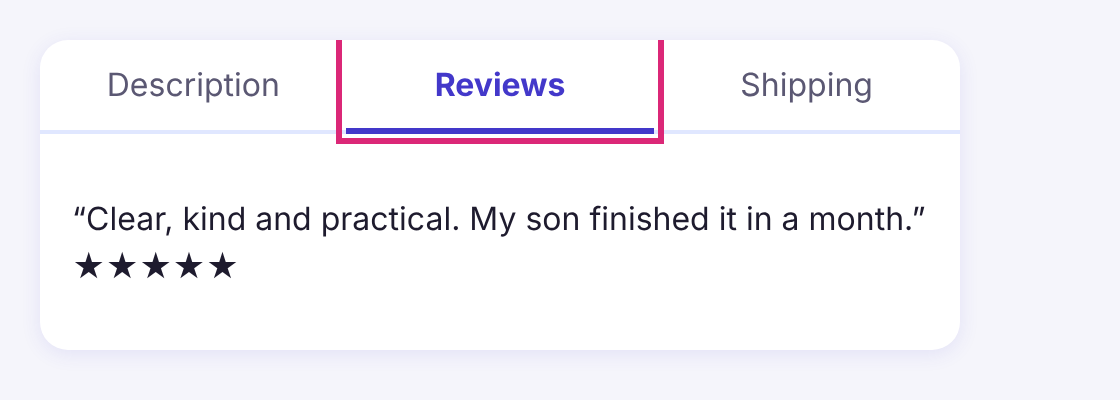 Description Reviews Shipping
“Clear, kind and practical. My son finished it in a month.”
★★★★★